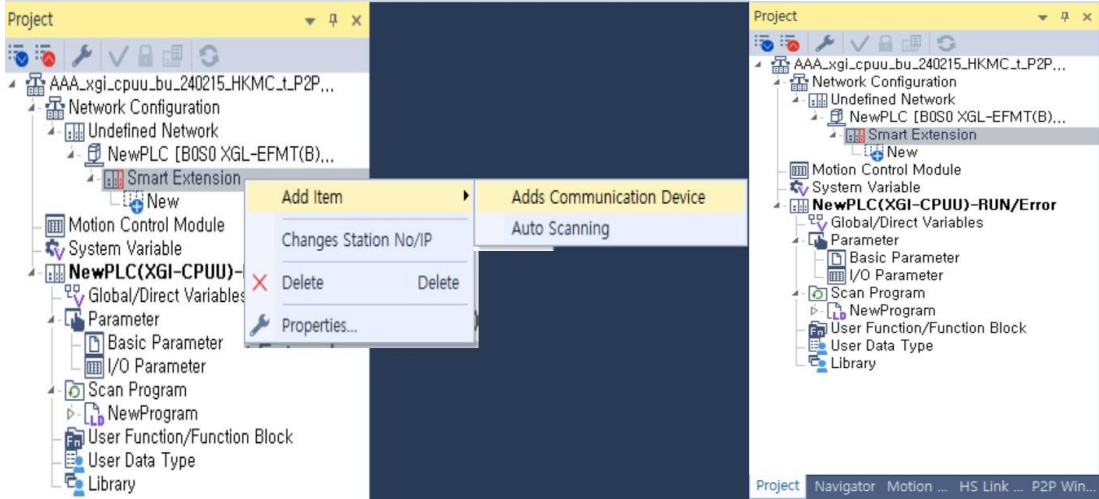 Project
AAA_xgi_cpuu_bu_240215_HKMC_t_P2P...
Network Configuration
Undefined Network
NewPLC [B0S0 XGL-EFMT(B)...
Smart Extension
New
Motion Control Module
System Variable
NewPLC(XGI-CPUU)-
Global/Direct Variables
Parameter
Basic Parameter
I/O Parameter
Scan Program
NewProgram
User Function/Function Block
User Data Type
Library
Add Item
Changes Station No/IP
Delete Delete
Properties...
Adds Communication Device
Auto Scanning
Project
AAA_xgi_cpuu_bu_240215_HKMC_t_P2P...
Network Configuration
Undefined Network
NewPLC [B0S0 XGL-EFMT(B)...
Smart Extension
New
Motion Control Module
System Variable
NewPLC(XGI-CPUU)-RUN/Error
Global/Direct Variables
Parameter
Basic Parameter
I/O Parameter
Scan Program
NewProgram
User Function/Function Block
User Data Type
Library
Project Navigator Motion ... HS Link ... P2P Win...